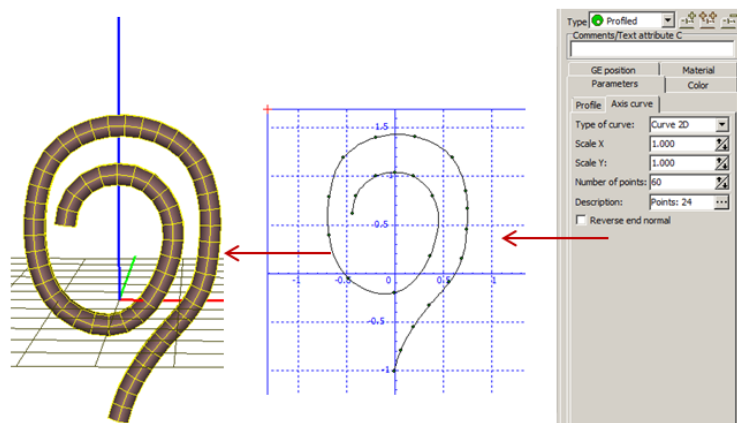 Type Profiled
Comments/Text attribute C
GE position Material
Parameters Color
Profile Axis curve
Type of curve: Curve 2D
Scale X 1.000
Scale Y: 1.000
Number of points: 60
Description: Points: 24 ...
Reverse end normal
1.5
1
0.5
-1 -0.5 0 0.5 1
-0.5
-1